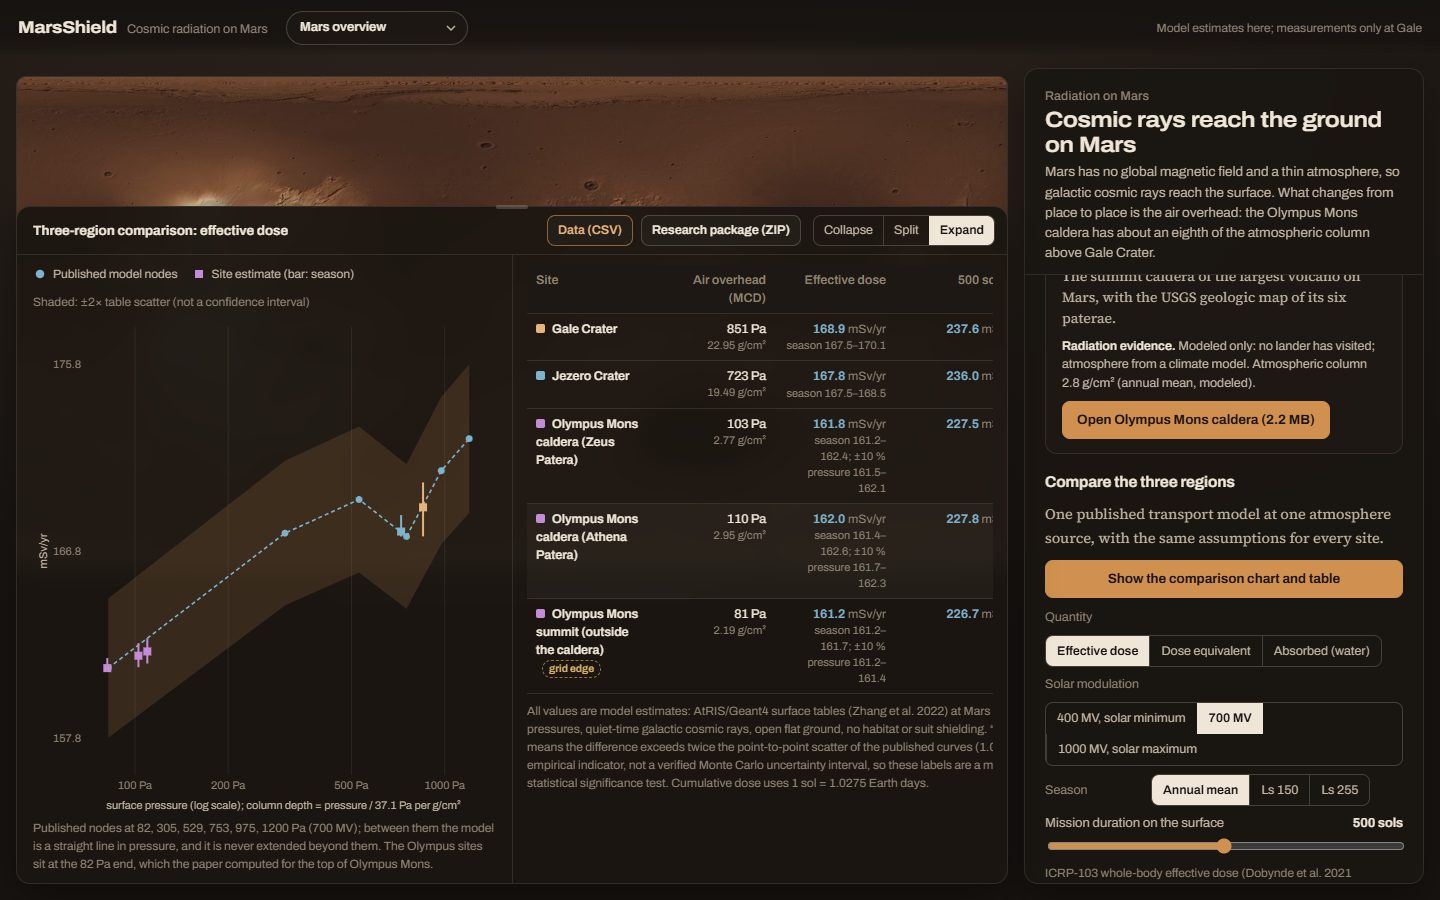 MarsShield Cosmic radiation on Mars Mars overview Model estimates here; measurements only at Gale
Three-region comparison: effective dose Data (CSV) Research package (ZIP) Collapse Split Expand
Published model nodes Site estimate (bar: season)
Shaded: ±2× table scatter (not a confidence interval)
175.8
166.8
157.8
mSv/yr
100 Pa 200 Pa 500 Pa 1000 Pa
surface pressure (log scale); column depth = pressure / 37.1 Pa per g/cm²
Published nodes at 82, 305, 529, 753, 975, 1200 Pa (700 MV); between them the model
is a straight line in pressure, and it is never extended beyond them. The Olympus sites
sit at the 82 Pa end, which the paper computed for the top of Olympus Mons.
Site Air overhead Effective dose 500 sc
(MCD)
Gale Crater 851 Pa 168.9 mSv/yr 237.6 m
22.95 g/cm² season 167.5–170.1
Jezero Crater 723 Pa 167.8 mSv/yr 236.0 m
19.49 g/cm² season 167.5–168.5
Olympus Mons 103 Pa 161.8 mSv/yr 227.5 m
caldera (Zeus 2.77 g/cm² season 161.2–
Patera) 162.4; ±10 %
pressure 161.5–
162.1
Olympus Mons 110 Pa 162.0 mSv/yr 227.8 m
caldera (Athena 2.95 g/cm² season 161.4–
Patera) 162.6; ±10 %
pressure 161.7–
162.3
Olympus Mons 81 Pa 161.2 mSv/yr 226.7 m
summit (outside 2.19 g/cm² season 161.2–
the caldera) 161.7; ±10 %
grid edge pressure 161.2–
161.4
All values are model estimates: AtRIS/Geant4 surface tables (Zhang et al. 2022) at Mars
pressures, quiet-time galactic cosmic rays, open flat ground, no habitat or suit shielding. "
means the difference exceeds twice the point-to-point scatter of the published curves (1.0
empirical indicator, not a verified Monte Carlo uncertainty interval, so these labels are a m
statistical significance test. Cumulative dose uses 1 sol = 1.0275 Earth days.
Radiation on Mars
Cosmic rays reach the ground
on Mars
Mars has no global magnetic field and a thin atmosphere, so
galactic cosmic rays reach the surface. What changes from
place to place is the air overhead: the Olympus Mons
caldera has about an eighth of the atmospheric column
above Gale Crater.
The summit caldera of the largest volcano on
Mars, with the USGS geologic map of its six
paterae.
Radiation evidence. Modeled only: no lander has visited;
atmosphere from a climate model. Atmospheric column
2.8 g/cm² (annual mean, modeled).
Open Olympus Mons caldera (2.2 MB)
Compare the three regions
One published transport model at one atmosphere
source, with the same assumptions for every site.
Show the comparison chart and table
Quantity
Effective dose Dose equivalent Absorbed (water)
Solar modulation
400 MV, solar minimum 700 MV
1000 MV, solar maximum
Season Annual mean Ls 150 Ls 255
Mission duration on the surface 500 sols
ICRP-103 whole-body effective dose (Dobynde et al. 2021